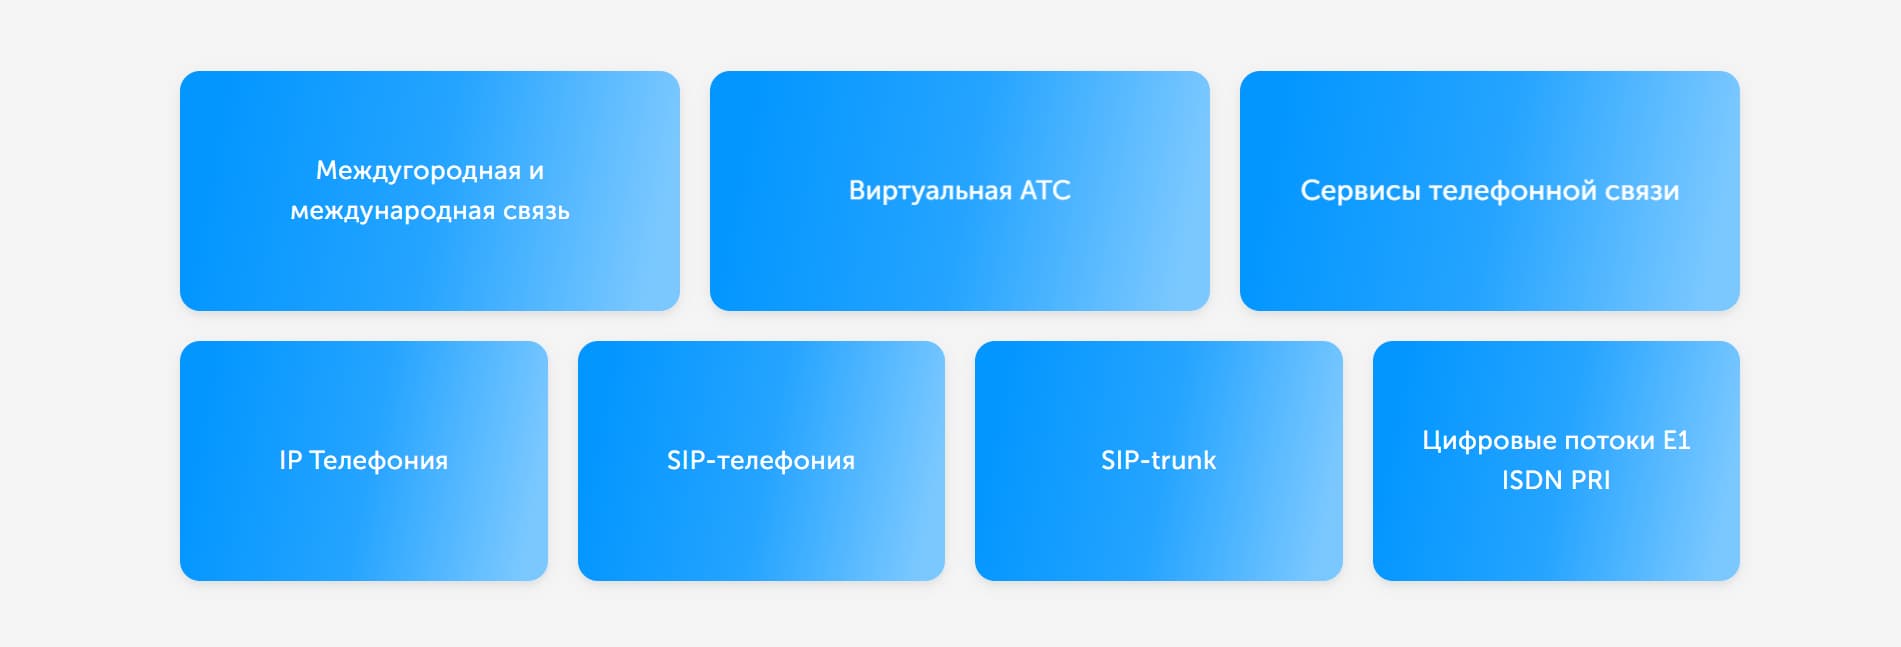 Междугородная и
международная связь
Виртуальная АТС
Сервисы телефонной связи
IP Телефония
SIP-телефония
SIP-trunk
Цифровые потоки E1
ISDN PRI